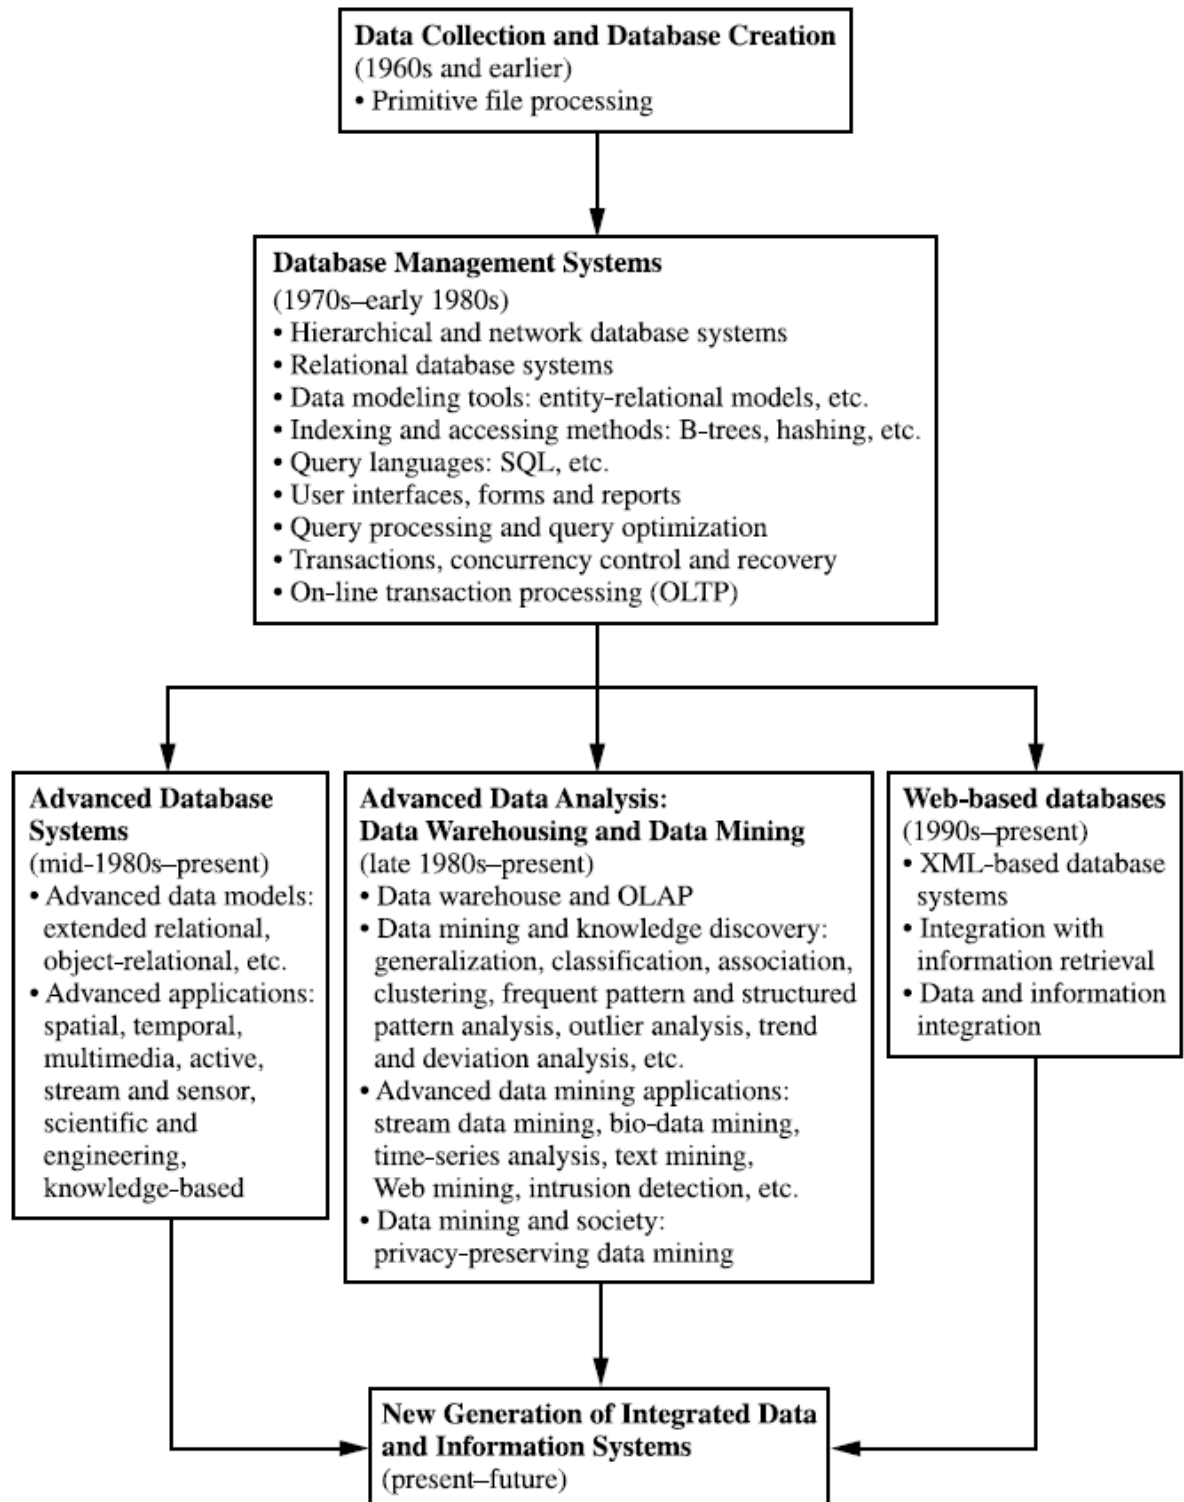 Data Collection and Database Creation
(1960s and earlier)
• Primitive file processing
Database Management Systems
(1970s–early 1980s)
• Hierarchical and network database systems
• Relational database systems
• Data modeling tools: entity-relational models, etc.
• Indexing and accessing methods: B-trees, hashing, etc.
• Query languages: SQL, etc.
• User interfaces, forms and reports
• Query processing and query optimization
• Transactions, concurrency control and recovery
• On-line transaction processing (OLTP)
Advanced Database
Systems
(mid-1980s–present)
• Advanced data models:
extended relational,
object-relational, etc.
• Advanced applications:
spatial, temporal,
multimedia, active,
stream and sensor,
scientific and
engineering,
knowledge-based
Advanced Data Analysis:
Data Warehousing and Data Mining
(late 1980s–present)
• Data warehouse and OLAP
• Data mining and knowledge discovery:
generalization, classification, association,
clustering, frequent pattern and structured
pattern analysis, outlier analysis, trend
and deviation analysis, etc.
• Advanced data mining applications:
stream data mining, bio-data mining,
time-series analysis, text mining,
Web mining, intrusion detection, etc.
• Data mining and society:
privacy-preserving data mining
Web-based databases
(1990s–present)
• XML-based database
systems
• Integration with
information retrieval
• Data and information
integration
New Generation of Integrated Data
and Information Systems
(present–future)